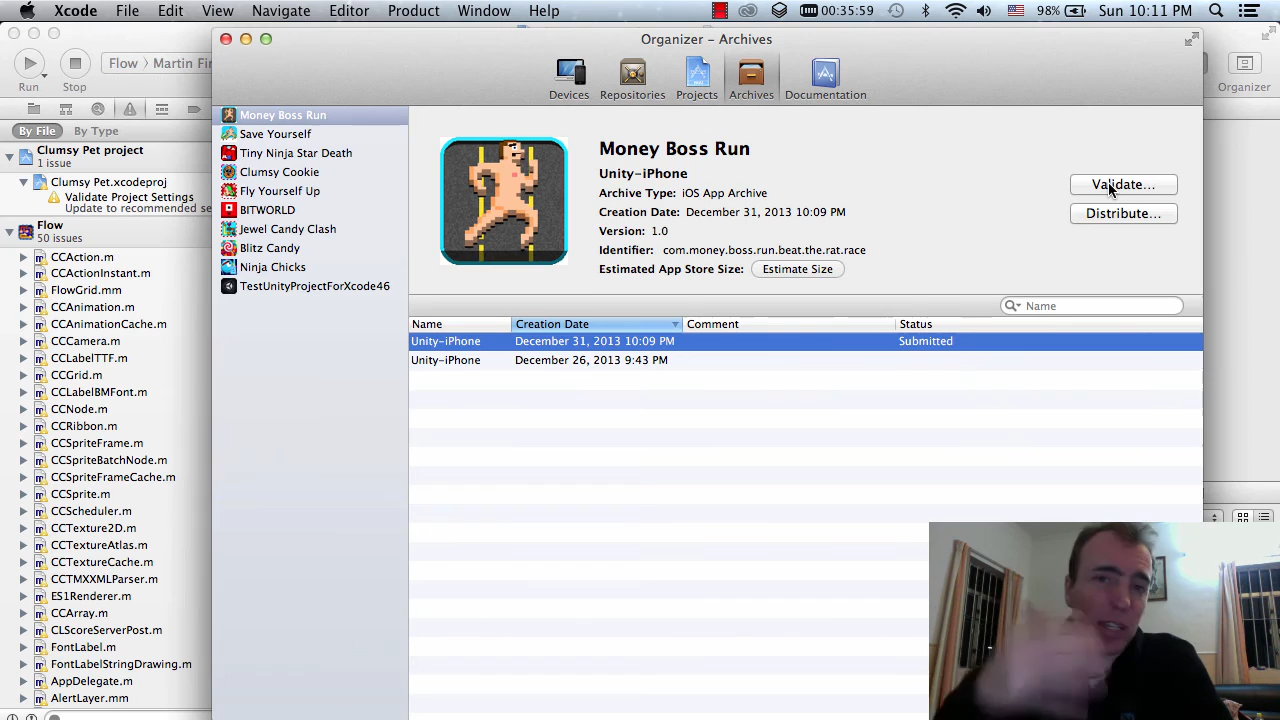 Xcode File Edit View Navigate Editor Product Window Help 00:35:59 98% Sun 10:11 PM
Organizer – Archives
Flow 〉 Martin Fir
Run Stop
Organizer
Devices Repositories Projects Archives Documentation
By File By Type
Clumsy Pet project
1 issue
Clumsy Pet.xcodeproj
Validate Project Settings
Update to recommended se
Flow
50 issues
CCAction.m
CCActionInstant.m
FlowGrid.mm
CCAnimation.m
CCAnimationCache.m
CCCamera.m
CCLabelTTF.m
CCGrid.m
CCLabelBMFont.m
CCNode.m
CCRibbon.m
CCSpriteFrame.m
CCSpriteBatchNode.m
CCSpriteFrameCache.m
CCSprite.m
CCScheduler.m
CCTexture2D.m
CCTextureAtlas.m
CCTextureCache.m
CCTMXXMLParser.m
ES1Renderer.m
CCArray.m
CLScoreServerPost.m
FontLabel.m
FontLabelStringDrawing.m
AppDelegate.m
AlertLayer.mm
Money Boss Run
Save Yourself
Tiny Ninja Star Death
Clumsy Cookie
Fly Yourself Up
BITWORLD
Jewel Candy Clash
Blitz Candy
Ninja Chicks
TestUnityProjectForXcode46
Money Boss Run
Unity-iPhone
Archive Type: iOS App Archive
Creation Date: December 31, 2013 10:09 PM
Version: 1.0
Identifier: com.money.boss.run.beat.the.rat.race
Estimated App Store Size: Estimate Size
Validate...
Distribute...
Name
Name Creation Date Comment Status
Unity-iPhone December 31, 2013 10:09 PM Submitted
Unity-iPhone December 26, 2013 9:43 PM